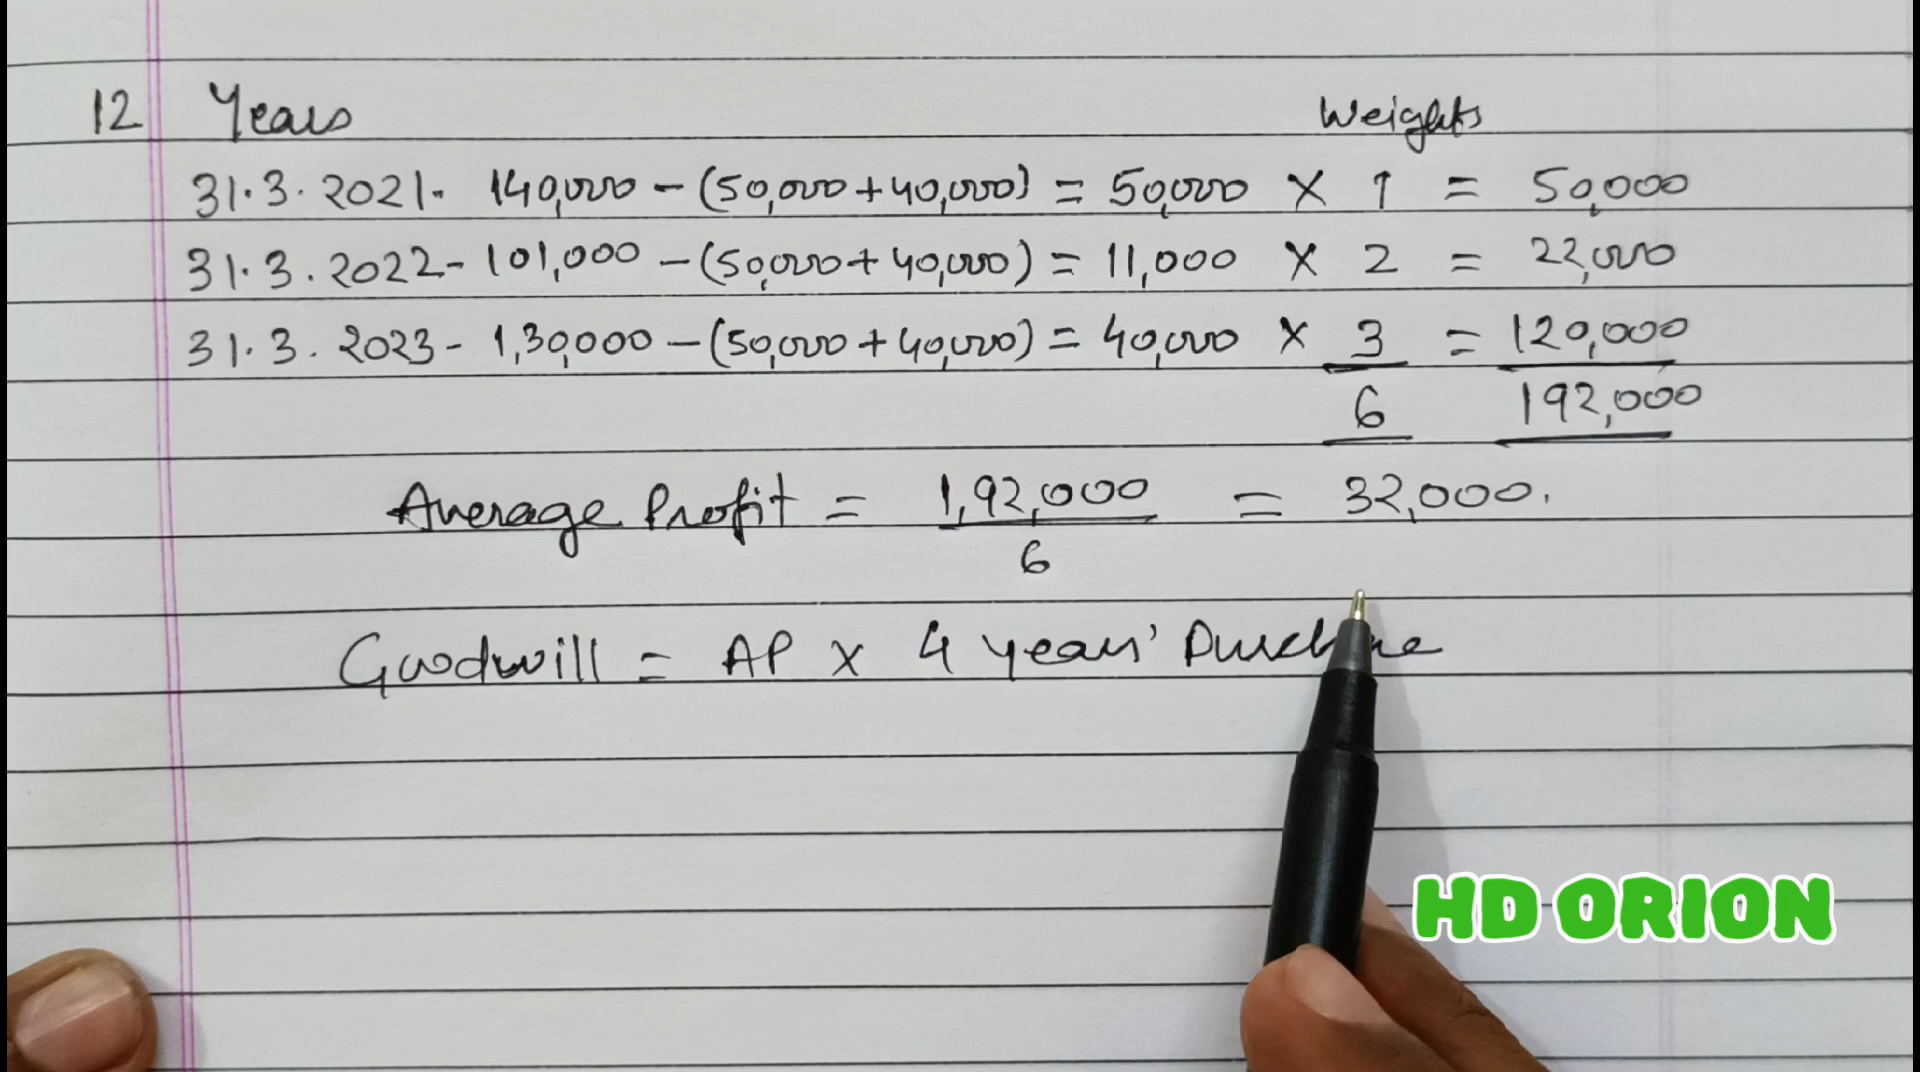 12 Years Weights
31.3.2021. 140,000 - (50,000 + 40,000) = 50,000 X 1 = 50,000
31.3.2022 - 101,000 - (50,000 + 40,000) = 11,000 X 2 = 22,000
31.3.2023 - 1,30,000 - (50,000 + 40,000) = 40,000 X 3 = 120,000
6 192,000
Average Profit = 1,92,000 / 6 = 32,000.
Goodwill = AP X 4 years'
HD ORION